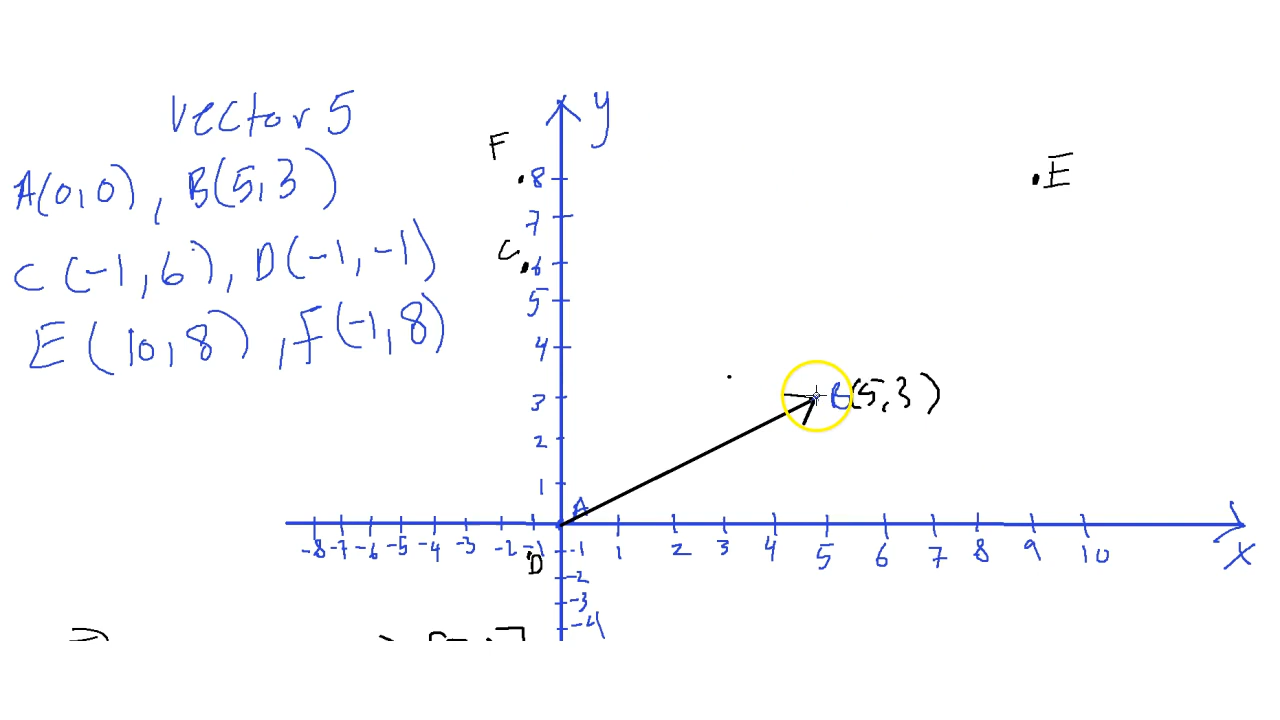 vector 5
y
A(0,0), B(5,3)
C(-1,6), D(-1,-1)
E(10,8), F(-1,8)
F
.8
.E
7
C
.6
5
4
3
B(5,3)
2
1
A
-8 -7 -6 -5 -4 -3 -2 -1
-1 1 2 3 4 5 6 7 8 9 10
x
D
-2
-3
-4